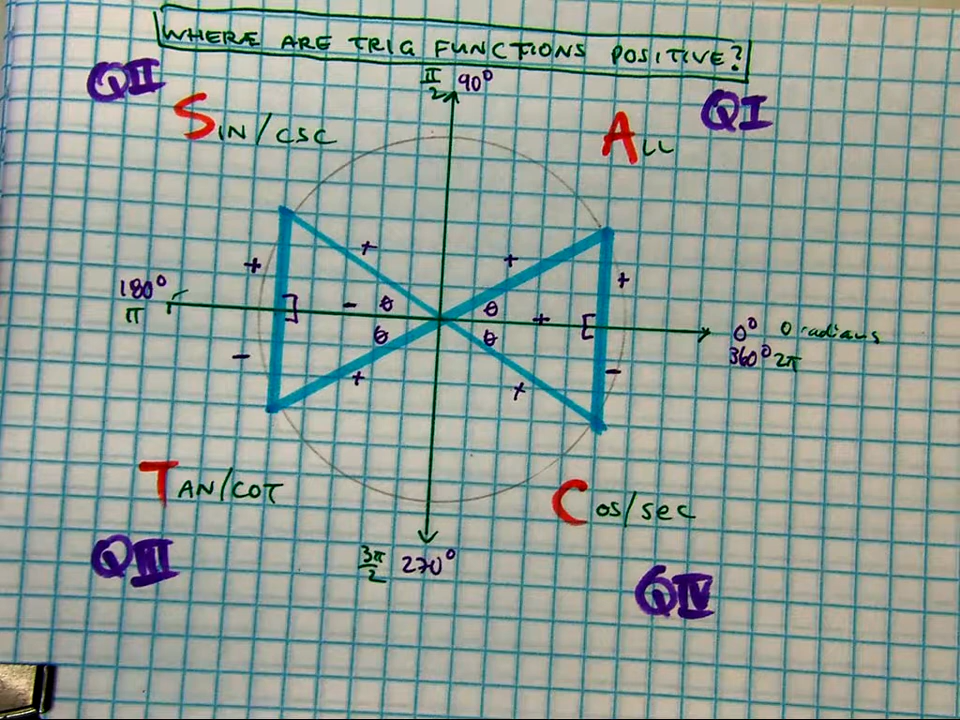 WHERE ARE TRIG FUNCTIONS POSITIVE?
QII
π/2 90°
QI
SIN/CSC
ALL
+ +
+ +
180°
π
- θ θ +
0° 0 radians
θ θ
360° 2π
- -
+ +
TAN/COT
COS/SEC
QIII
3π/2 270°
QIV